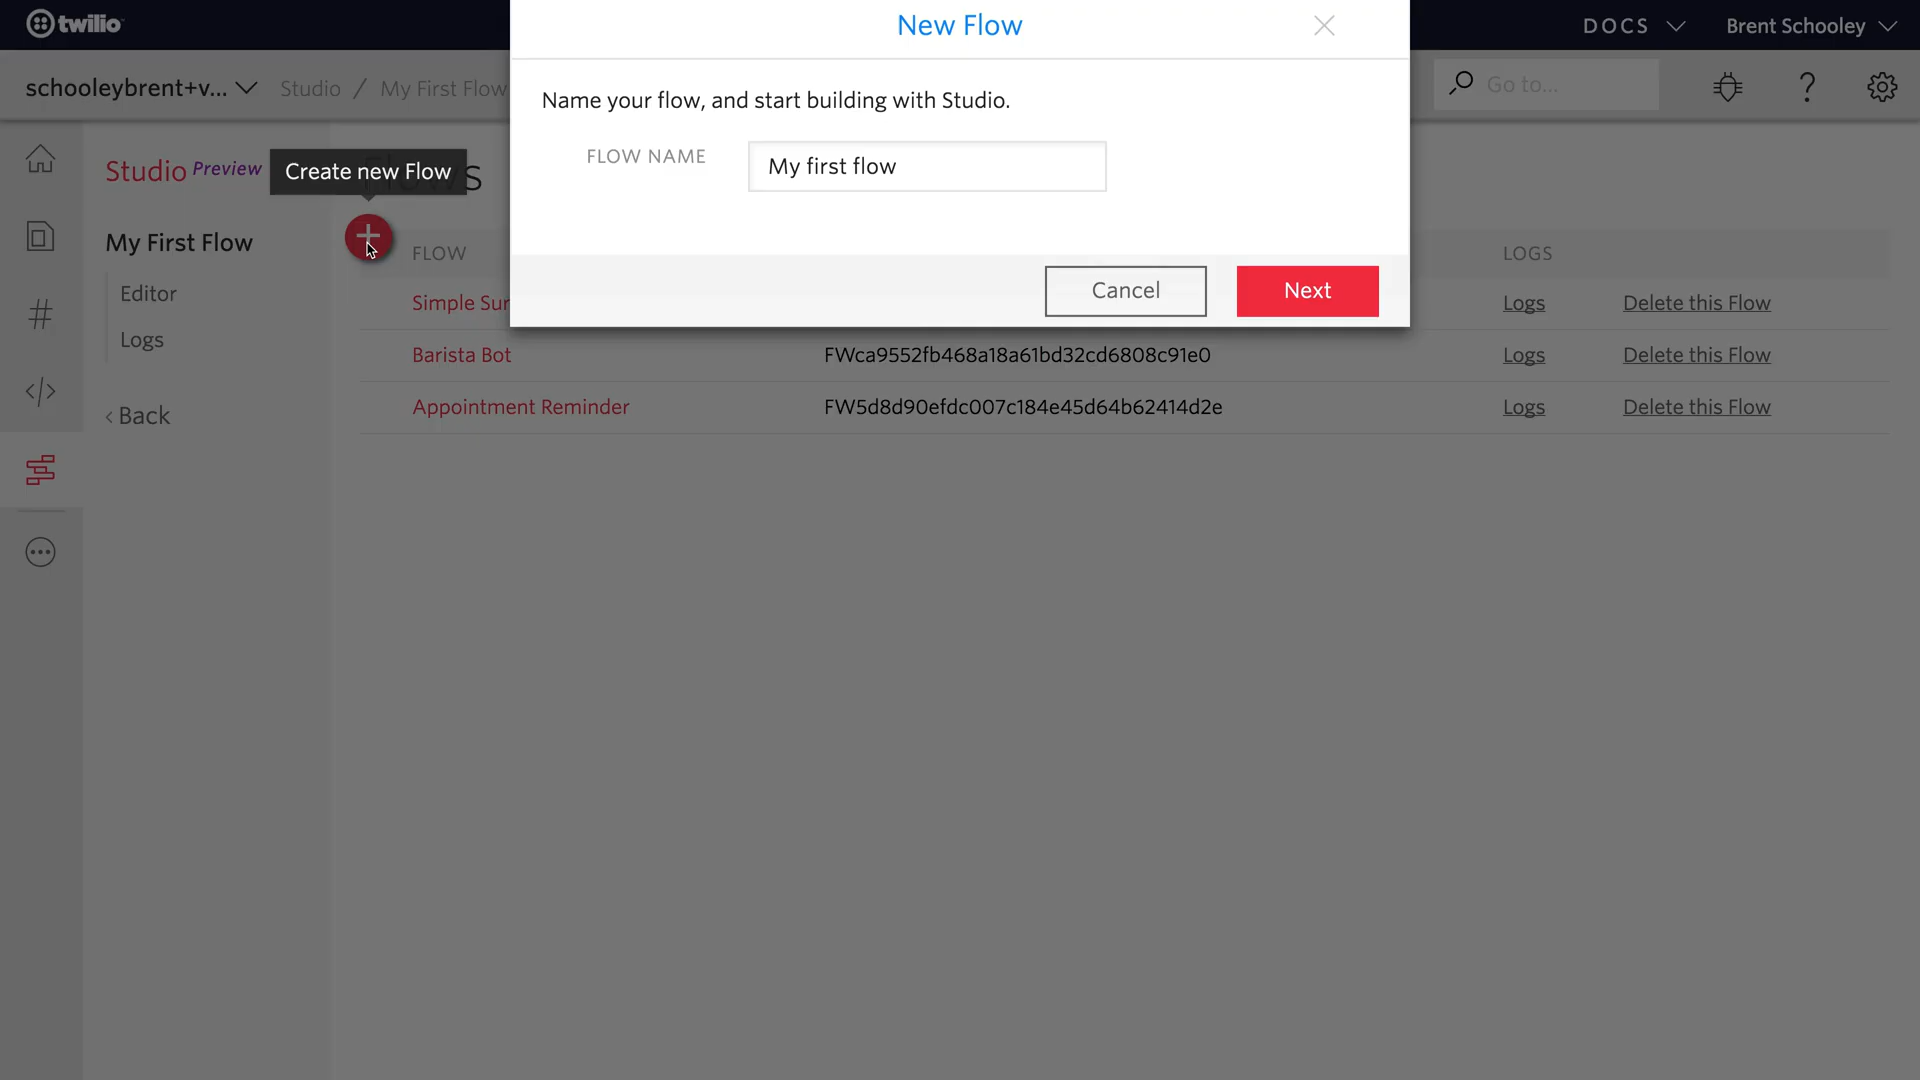 twilio
New Flow
DOCS
Brent Schooley
schooleybrent+v...
Studio / My First Flow
Go to...
Name your flow, and start building with Studio.
FLOW NAME
My first flow
Studio Preview
Create new Flow
My First Flow
Editor
Logs
‹ Back
Cancel
Next
FLOW
LOGS
Simple Sur
Logs
Delete this Flow
Barista Bot
FWca9552fb468a18a61bd32cd6808c91e0
Logs
Delete this Flow
Appointment Reminder
FW5d8d90efdc007c184e45d64b62414d2e
Logs
Delete this Flow